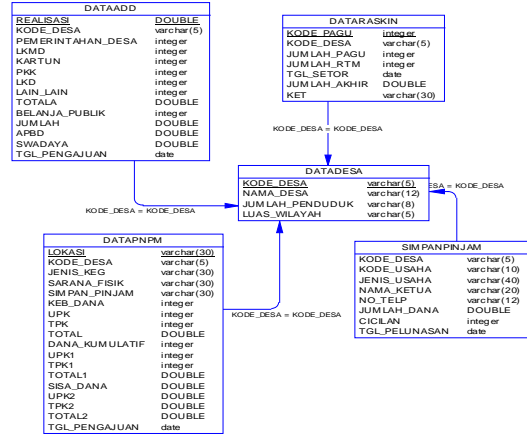 DATAADD
REALISASI DOUBLE
KODE_DESA varchar(5)
PEMERINTAHAN_DESA integer
LKMD integer
KARTUN integer
PKK integer
LKD integer
LAIN_LAIN integer
TOTALA DOUBLE
BELANJA_PUBLIK integer
JUMLAH DOUBLE
APBD DOUBLE
SWADAYA DOUBLE
TGL_PENGAJUAN date
DATARASKIN
KODE_PAGU integer
KODE_DESA varchar(5)
JUMLAH_PAGU integer
JUMLAH_RTM integer
TGL_SETOR date
JUMLAH_AKHIR DOUBLE
KET varchar(30)
KODE_DESA = KODE_DESA
DATADESA
KODE_DESA varchar(5)
NAMA_DESA varchar(12)
JUMLAH_PENDUDUK varchar(8)
LUAS_WILAYAH varchar(5)
ESA = KODE_DESA
KODE_DESA = KODE_DESA
DATAPNPM
LOKASI varchar(30)
KODE_DESA varchar(5)
JENIS_KEG varchar(30)
SARANA_FISIK varchar(30)
SIMPAN_PINJAM varchar(30)
KEB_DANA integer
UPK integer
TPK integer
TOTAL DOUBLE
DANA_KUMULATIF integer
UPK1 integer
TPK1 integer
TOTAL1 DOUBLE
SISA_DANA DOUBLE
UPK2 DOUBLE
TPK2 DOUBLE
TOTAL2 DOUBLE
TGL_PENGAJUAN date
KODE_DESA = KODE_DESA
SIMPANPINJAM
KODE_DESA varchar(5)
KODE_USAHA varchar(10)
JENIS_USAHA varchar(40)
NAMA_KETUA varchar(20)
NO_TELP varchar(12)
JUMLAH_DANA DOUBLE
CICILAN integer
TGL_PELUNASAN date